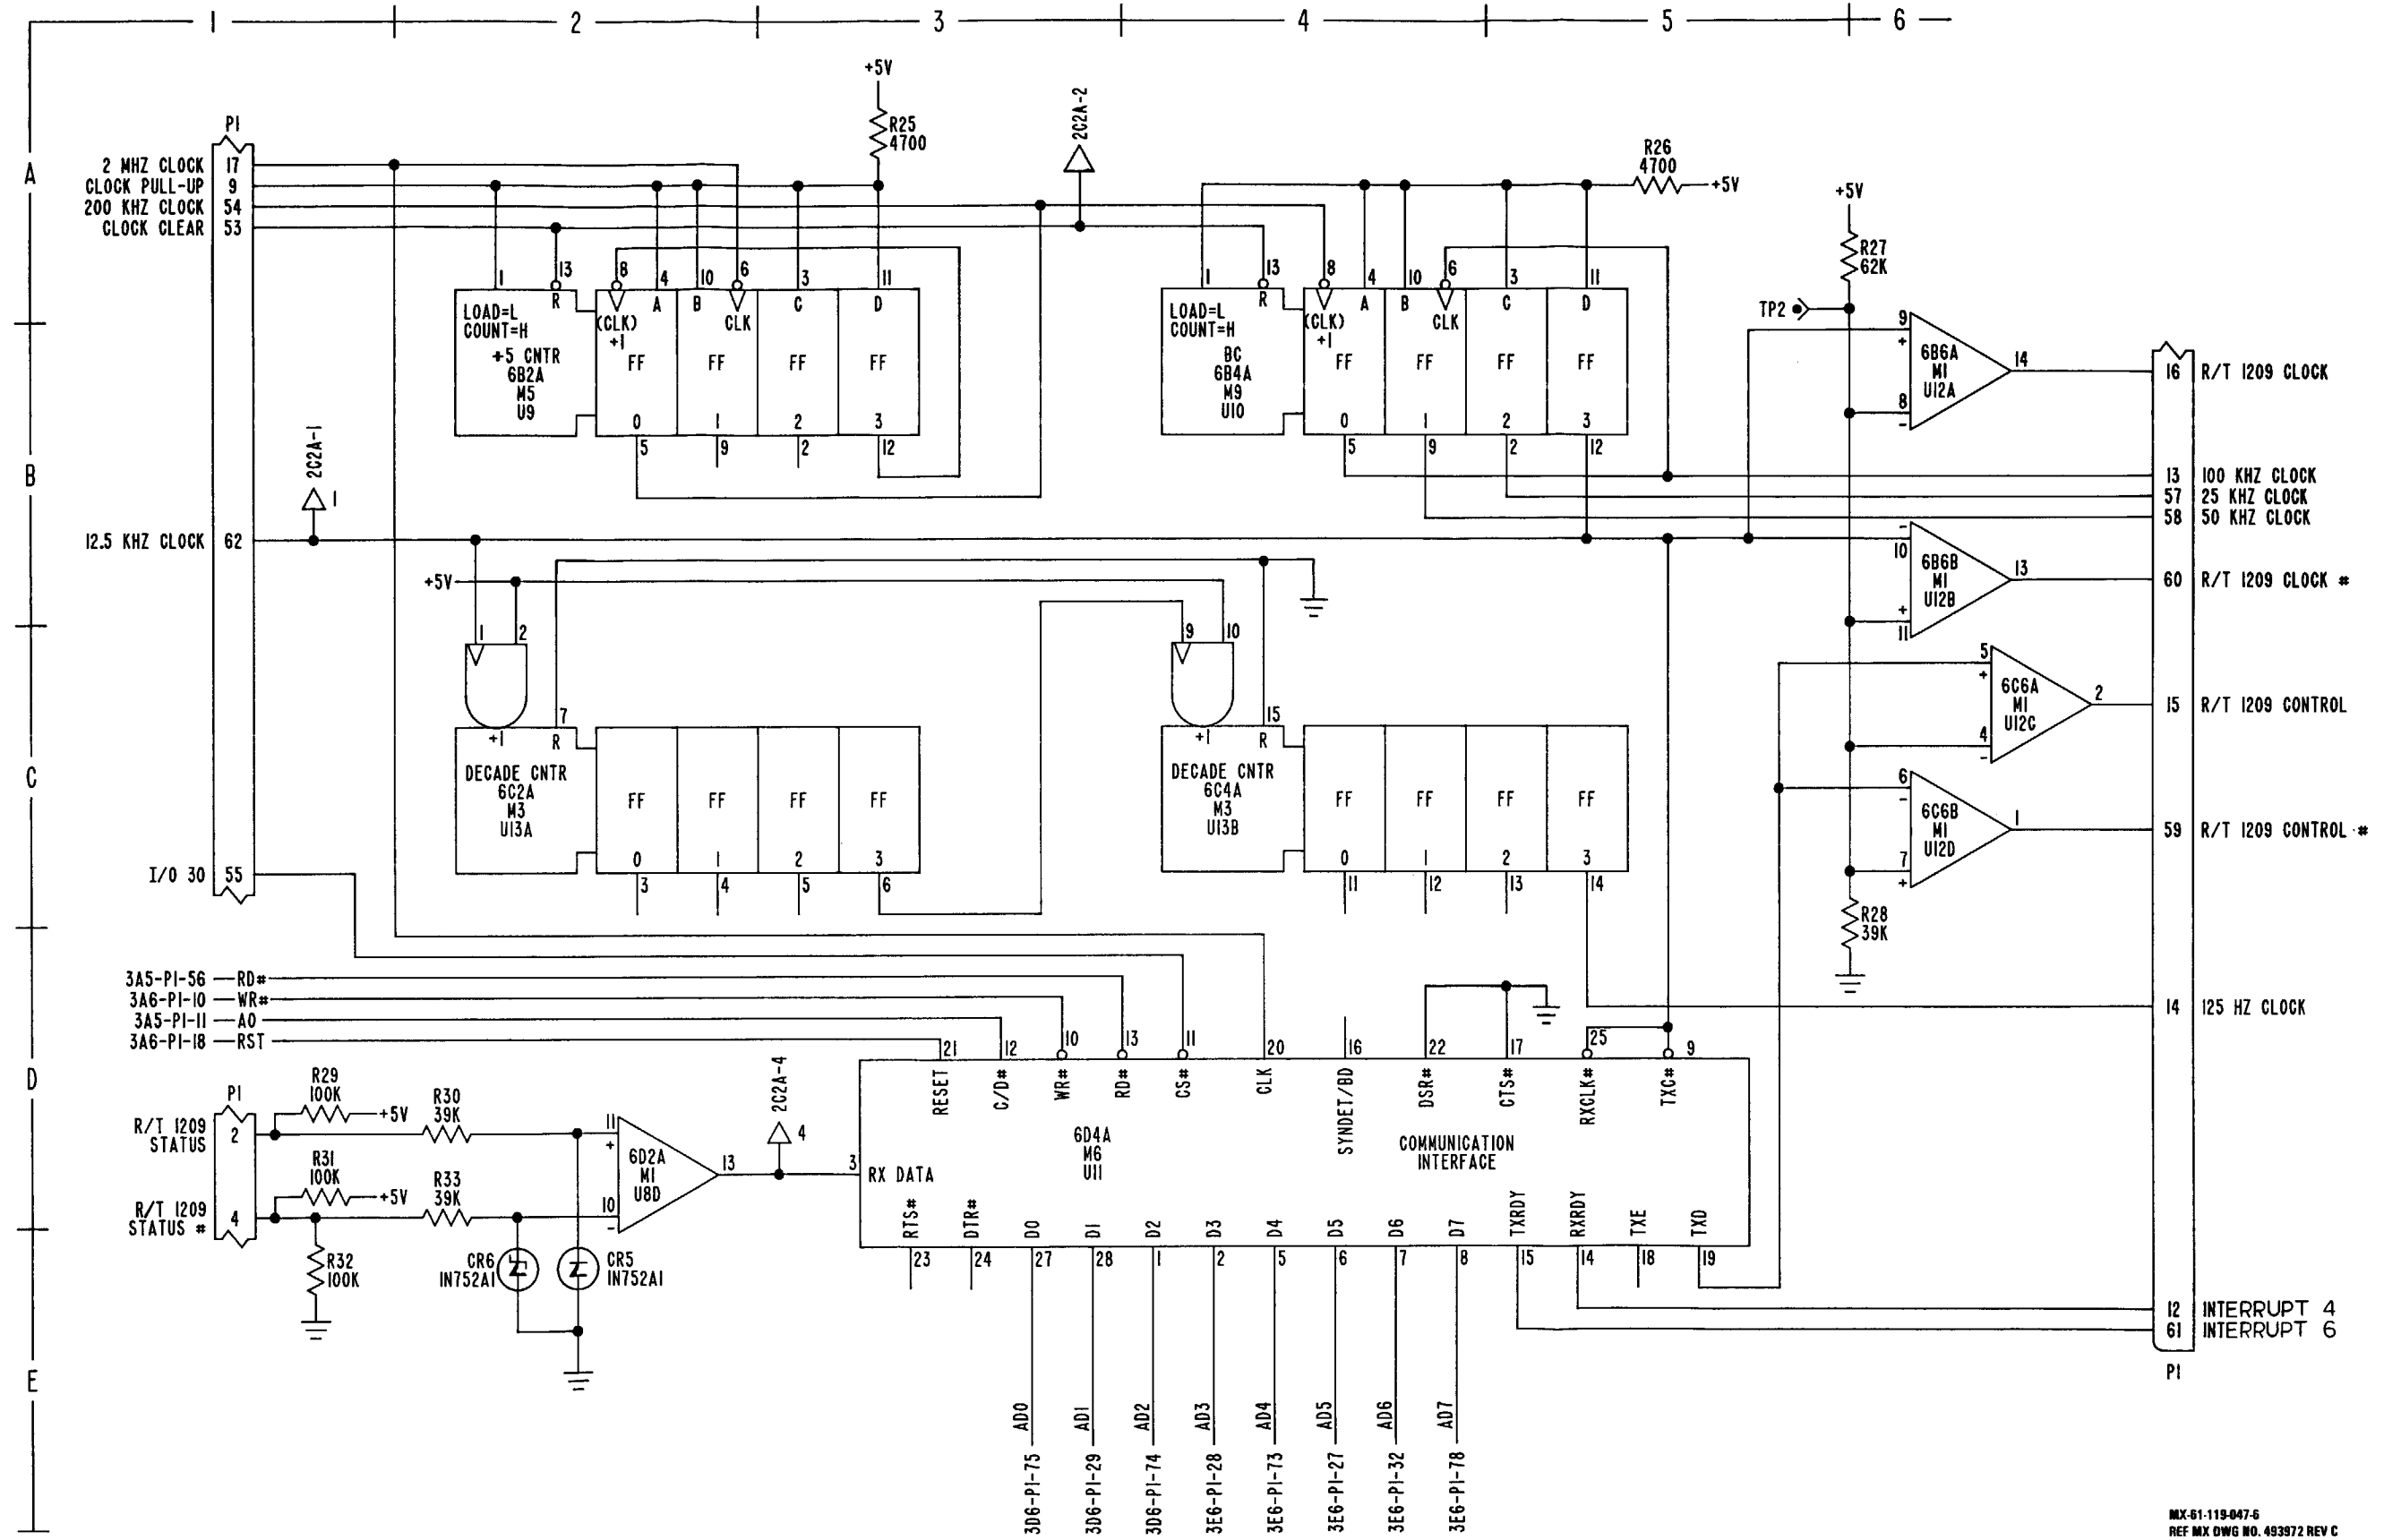 1 2 3 4 5 6
A
B
C
D
E
+5V
R25
4700
2C2A-2
R26
4700
+5V
+5V
R27
62K
TP2
P1
2 MHZ CLOCK 17
CLOCK PULL-UP 9
200 KHZ CLOCK 54
CLOCK CLEAR 53
1 13 8 4 10 6 3 11
R A B C D
LOAD=L
COUNT=H
(CLK)
+1
CLK
+5 CNTR
6B2A
M5
U9
FF FF FF FF
0 1 2 3
5 9 2 12
1 13 8 4 10 6 3 11
R A B C D
LOAD=L
COUNT=H
(CLK)
+1
CLK
BC
6B4A
M9
U10
FF FF FF FF
0 1 2 3
5 9 2 12
9
+
6B6A
M1
U12A
14
8
-
16 R/T 1209 CLOCK
13 100 KHZ CLOCK
57 25 KHZ CLOCK
58 50 KHZ CLOCK
2C2A-1
1
12.5 KHZ CLOCK 62
-
10
6B6B
M1
U12B
13
+
11
60 R/T 1209 CLOCK #
+5V
1 2
9 10
5
+
6C6A
M1
U12C
2
4
-
15 R/T 1209 CONTROL
+1 7
R
DECADE CNTR
6C2A
M3
U13A
FF FF FF FF
0 1 2 3
3 4 5 6
+1 15
R
DECADE CNTR
6C4A
M3
U13B
FF FF FF FF
0 1 2 3
11 12 13 14
6
-
6C6B
M1
U12D
1
7
+
59 R/T 1209 CONTROL #
I/O 30 55
R28
39K
3A5-P1-56 RD#
3A6-P1-10 WR#
3A5-P1-11 A0
3A6-P1-18 RST
14 125 HZ CLOCK
21 12 10 13 11 20 16 22 17 25 9
RESET C/D# WR# RD# CS# CLK SYNDET/BD DSR# CTS# RXCLK# TXC#
P1
R29
100K
+5V
R/T 1209
STATUS 2
R30
39K
R31
100K
+5V
R/T 1209
STATUS # 4
R33
39K
11
+
6D2A
M1
U8D
13
10
-
2C2A-4
4
3 RX DATA
6D4A
M6
U11
COMMUNICATION
INTERFACE
RTS# DTR# D0 D1 D2 D3 D4 D5 D6 D7 TXRDY RXRDY TXE TXD
23 24 27 28 1 2 5 6 7 8 15 14 18 19
R32
100K
CR6
IN752A1
CR5
IN752A1
12 INTERRUPT 4
61 INTERRUPT 6
P1
AD0 AD1 AD2 AD3 AD4 AD5 AD6 AD7
3D6-P1-75 3D6-P1-29 3D6-P1-74 3E6-P1-28 3E6-P1-73 3E6-P1-27 3E6-P1-32 3E6-P1-78
MX-61-119-047-6
REF MX DWG NO. 493972 REV C